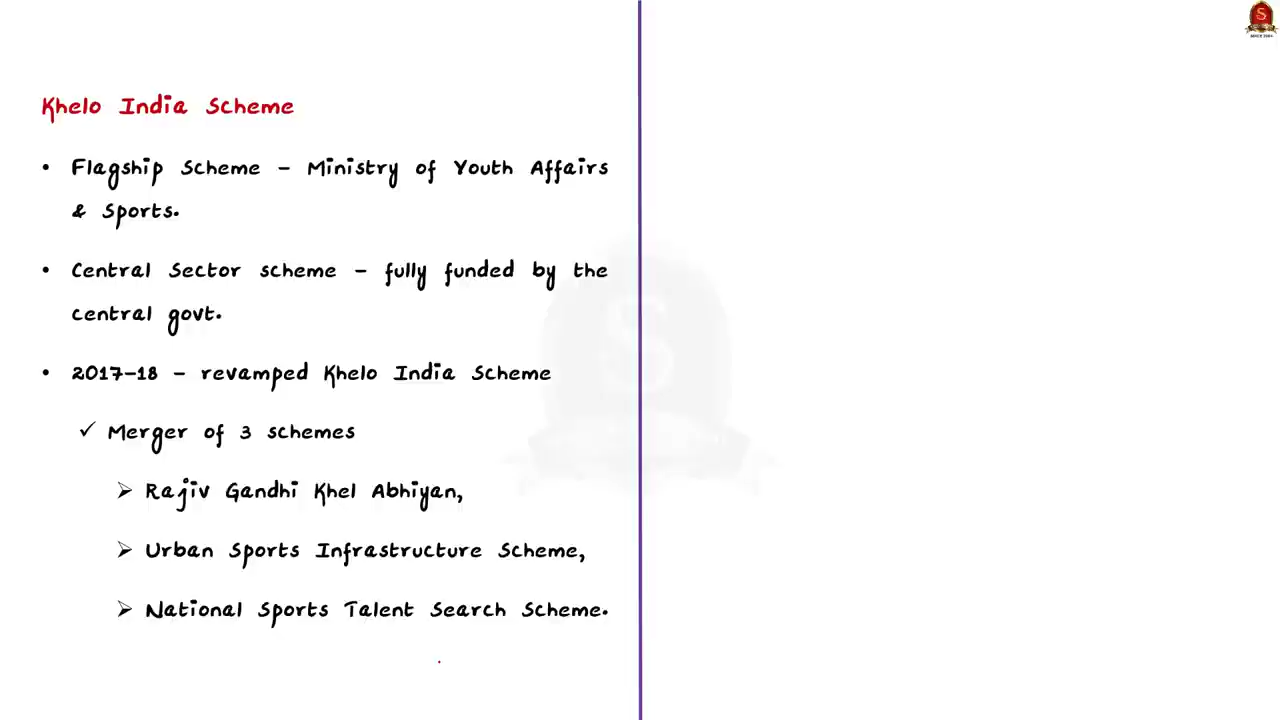 Khelo India Scheme
• Flagship Scheme – Ministry of Youth Affairs
& Sports.
• Central Sector scheme – fully funded by the
central govt.
• 2017-18 – revamped Khelo India Scheme
✓ Merger of 3 schemes
➢ Rajiv Gandhi Khel Abhiyan,
➢ Urban Sports Infrastructure Scheme,
➢ National Sports Talent Search Scheme.